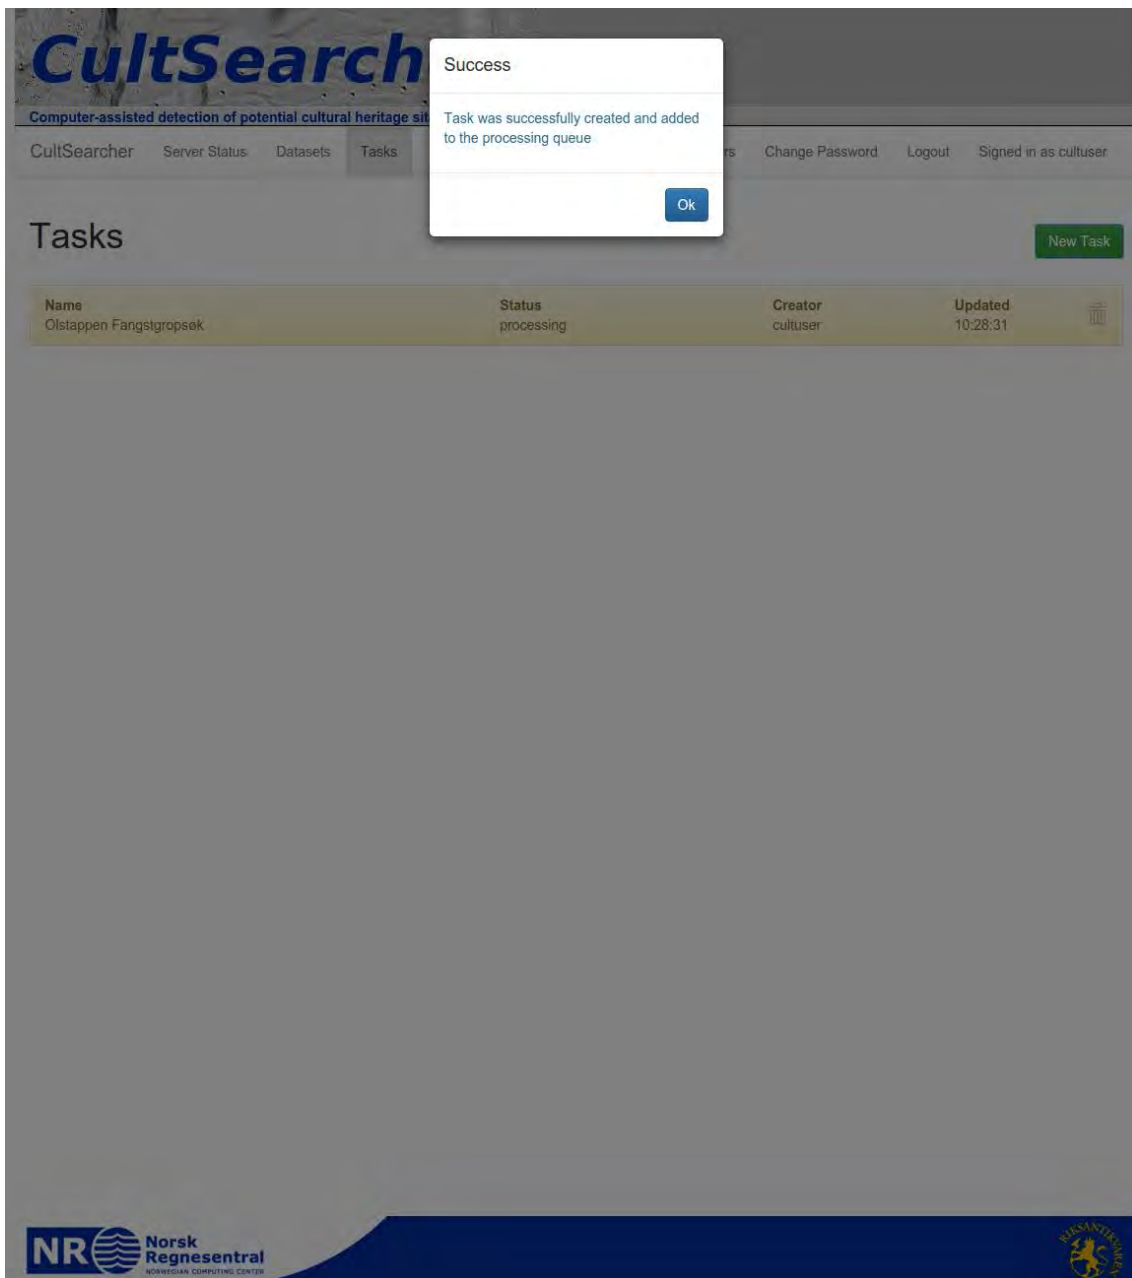 CultSearch
Success
Computer-assisted detection of potential cultural heritage sit
Task was successfully created and added
to the processing queue
CultSearcher Server Status Datasets Tasks rs Change Password Logout Signed in as cultuser
Ok
Tasks
New Task
Name Status Creator Updated
Olstappen Fangstgropsøk processing cultuser 10:28:31
NR Norsk
Regnesentral
NORWEGIAN COMPUTING CENTER
RIKSANTIKVAREN